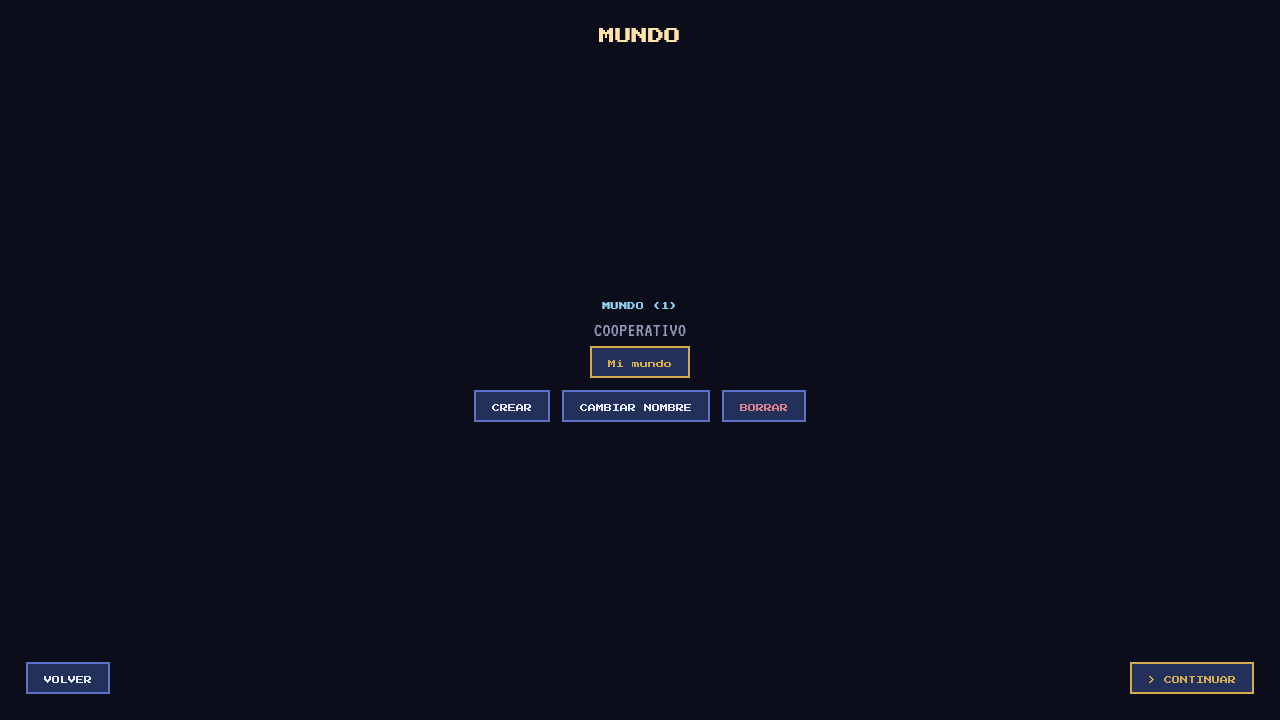 MUNDO
MUNDO (1)
COOPERATIVO
Mi mundo
CREAR CAMBIAR NOMBRE BORRAR
VOLVER > CONTINUAR